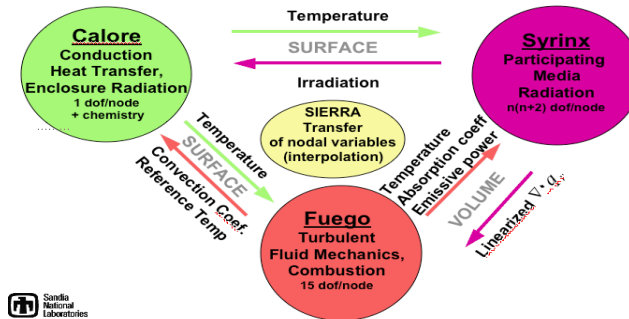 Temperature
SURFACE
Irradiation
Calore
Conduction
Heat Transfer,
Enclosure Radiation
1 dof/node
+ chemistry
Syrinx
Participating
Media
Radiation
n(n+2) dof/node
SIERRA
Transfer
of nodal variables
(interpolation)
Temperature
SURFACE
Convection Coef.
Reference Temp
Temperature
Absorption coeff
Emissive power
VOLUME
Linearized ∇•q
Fuego
Turbulent
Fluid Mechanics,
Combustion
15 dof/node
Sandia
National
Laboratories